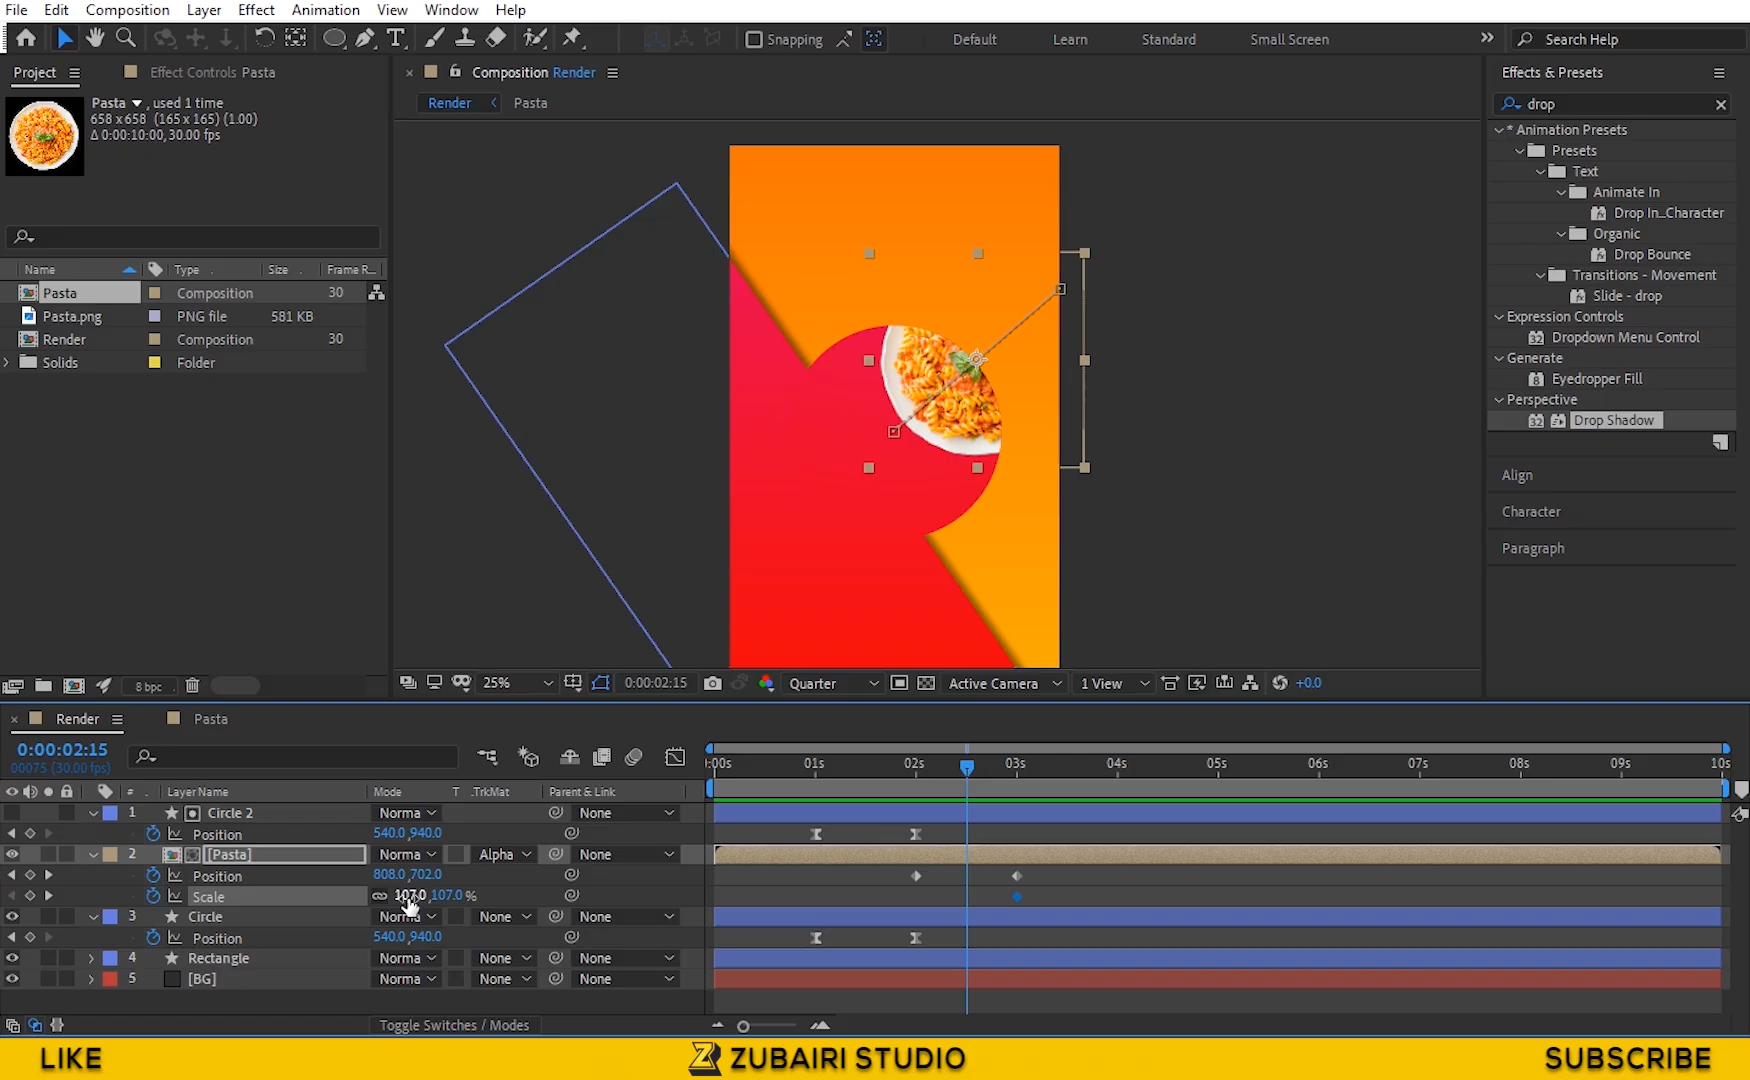 File Edit Composition Layer Effect Animation View Window Help
Snapping Default Learn Standard Small Screen Search Help
Project Effect Controls Pasta
Pasta , used 1 time
658 x 658 (165 x 165) (1.00)
Δ 0:00:10:00, 30.00 fps
Name Type Size Frame R...
Pasta Composition 30
Pasta.png PNG file 581 KB
Render Composition 30
Solids Folder
8 bpc
Composition Render
Render Pasta
25% 0:00:02:15 Quarter Active Camera 1 View +0.0
Effects & Presets
drop
* Animation Presets
Presets
Text
Animate In
Drop In_Character
Organic
Drop Bounce
Transitions - Movement
Slide - drop
Expression Controls
Dropdown Menu Control
Generate
Eyedropper Fill
Perspective
Drop Shadow
Align
Character
Paragraph
Render Pasta
0:00:02:15
00075 (30.00 fps)
:00s 01s 02s 03s 04s 05s 06s 07s 08s 09s 10s
# Layer Name Mode T .TrkMat Parent & Link
1 Circle 2 Norma None
Position 540.0,940.0
2 [Pasta] Norma Alpha None
Position 808.0,702.0
Scale 107.0,107.0 %
3 Circle Norma None None
Position 540.0,940.0
4 Rectangle Norma None None
5 [BG] Norma None None
Toggle Switches / Modes
LIKE ZUBAIRI STUDIO SUBSCRIBE